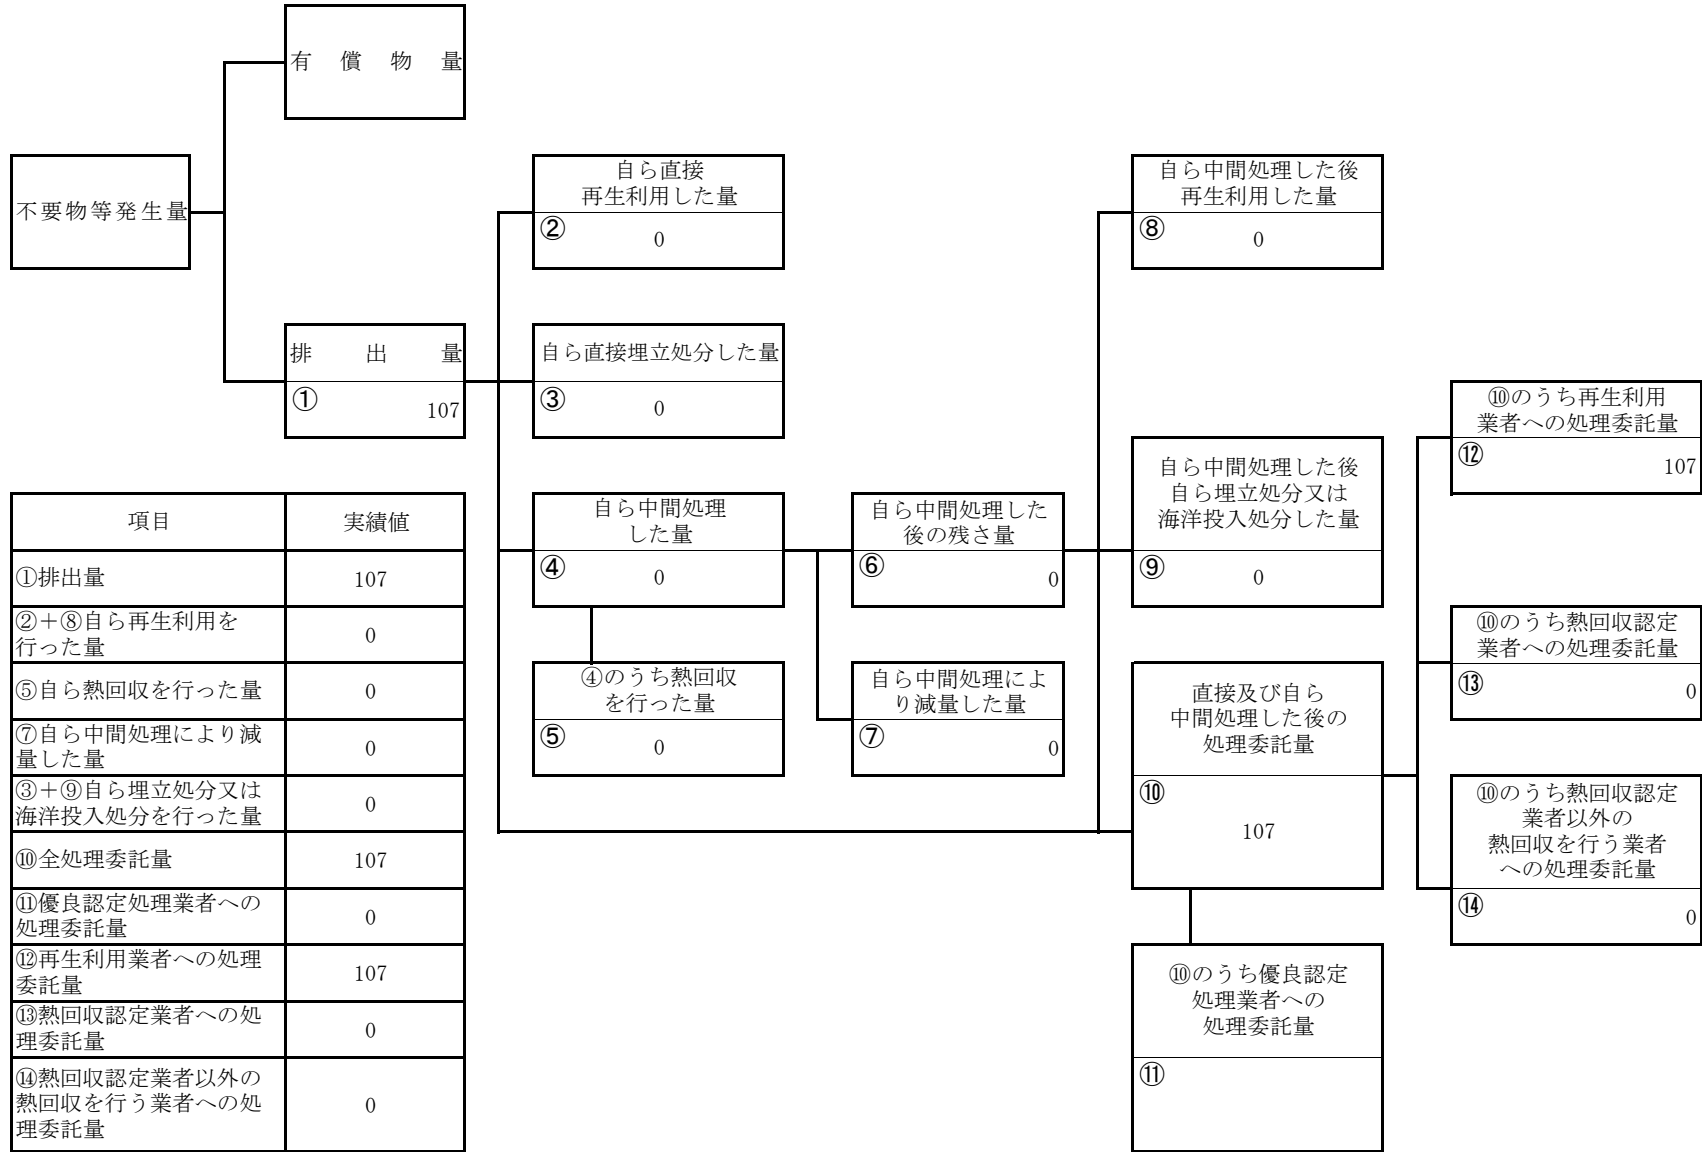 有償物量
不要物等発生量
排出量
①
107
自ら直接
再生利用した量
②
0
自ら直接埋立処分した量
③
0
自ら中間処理
した量
④
0
④のうち熱回収
を行った量
⑤
0
自ら中間処理した
後の残さ量
⑥
0
自ら中間処理によ
り減量した量
⑦
0
自ら中間処理した後
再生利用した量
⑧
0
自ら中間処理した後
自ら埋立処分又は
海洋投入処分した量
⑨
0
直接及び自ら
中間処理した後の
処理委託量
⑩
107
⑩のうち優良認定
処理業者への
処理委託量
⑪
⑩のうち再生利用
業者への処理委託量
⑫
107
⑩のうち熱回収認定
業者への処理委託量
⑬
0
⑩のうち熱回収認定
業者以外の
熱回収を行う業者
への処理委託量
⑭
0
項目 実績値
①排出量 107
②＋⑧自ら再生利用を
行った量
0
⑤自ら熱回収を行った量 0
⑦自ら中間処理により減
量した量
0
③＋⑨自ら埋立処分又は
海洋投入処分を行った量
0
⑩全処理委託量 107
⑪優良認定処理業者への
処理委託量
0
⑫再生利用業者への処理
委託量
107
⑬熱回収認定業者への処
理委託量
0
⑭熱回収認定業者以外の
熱回収を行う業者への処
理委託量
0